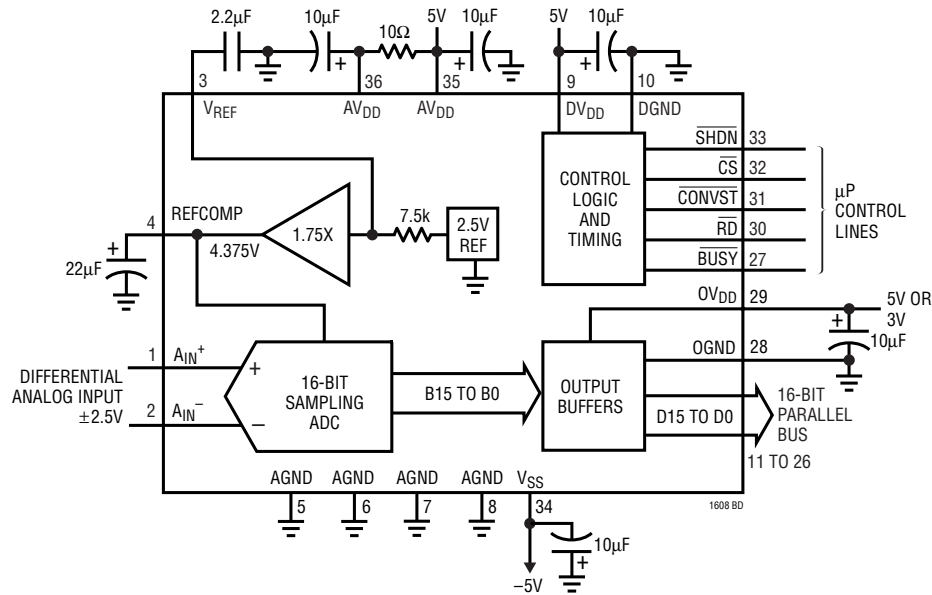 2.2µF
10µF
10Ω
5V
10µF
5V
10µF
3
36
35
9
10
VREF
AVDD
AVDD
DVDD
DGND
SHDN 33
CS 32
CONVST 31
RD 30
BUSY 27
µP
CONTROL
LINES
CONTROL
LOGIC
AND
TIMING
4
REFCOMP
4.375V
1.75X
7.5k
2.5V
REF
22µF
OVDD 29
5V OR
3V
10µF
OGND 28
1 AIN+
2 AIN−
DIFFERENTIAL
ANALOG INPUT
±2.5V
+
−
16-BIT
SAMPLING
ADC
B15 TO B0
OUTPUT
BUFFERS
D15 TO D0
16-BIT
PARALLEL
BUS
11 TO 26
AGND
AGND
AGND
AGND
VSS
5
6
7
8
34
1608 BD
10µF
−5V